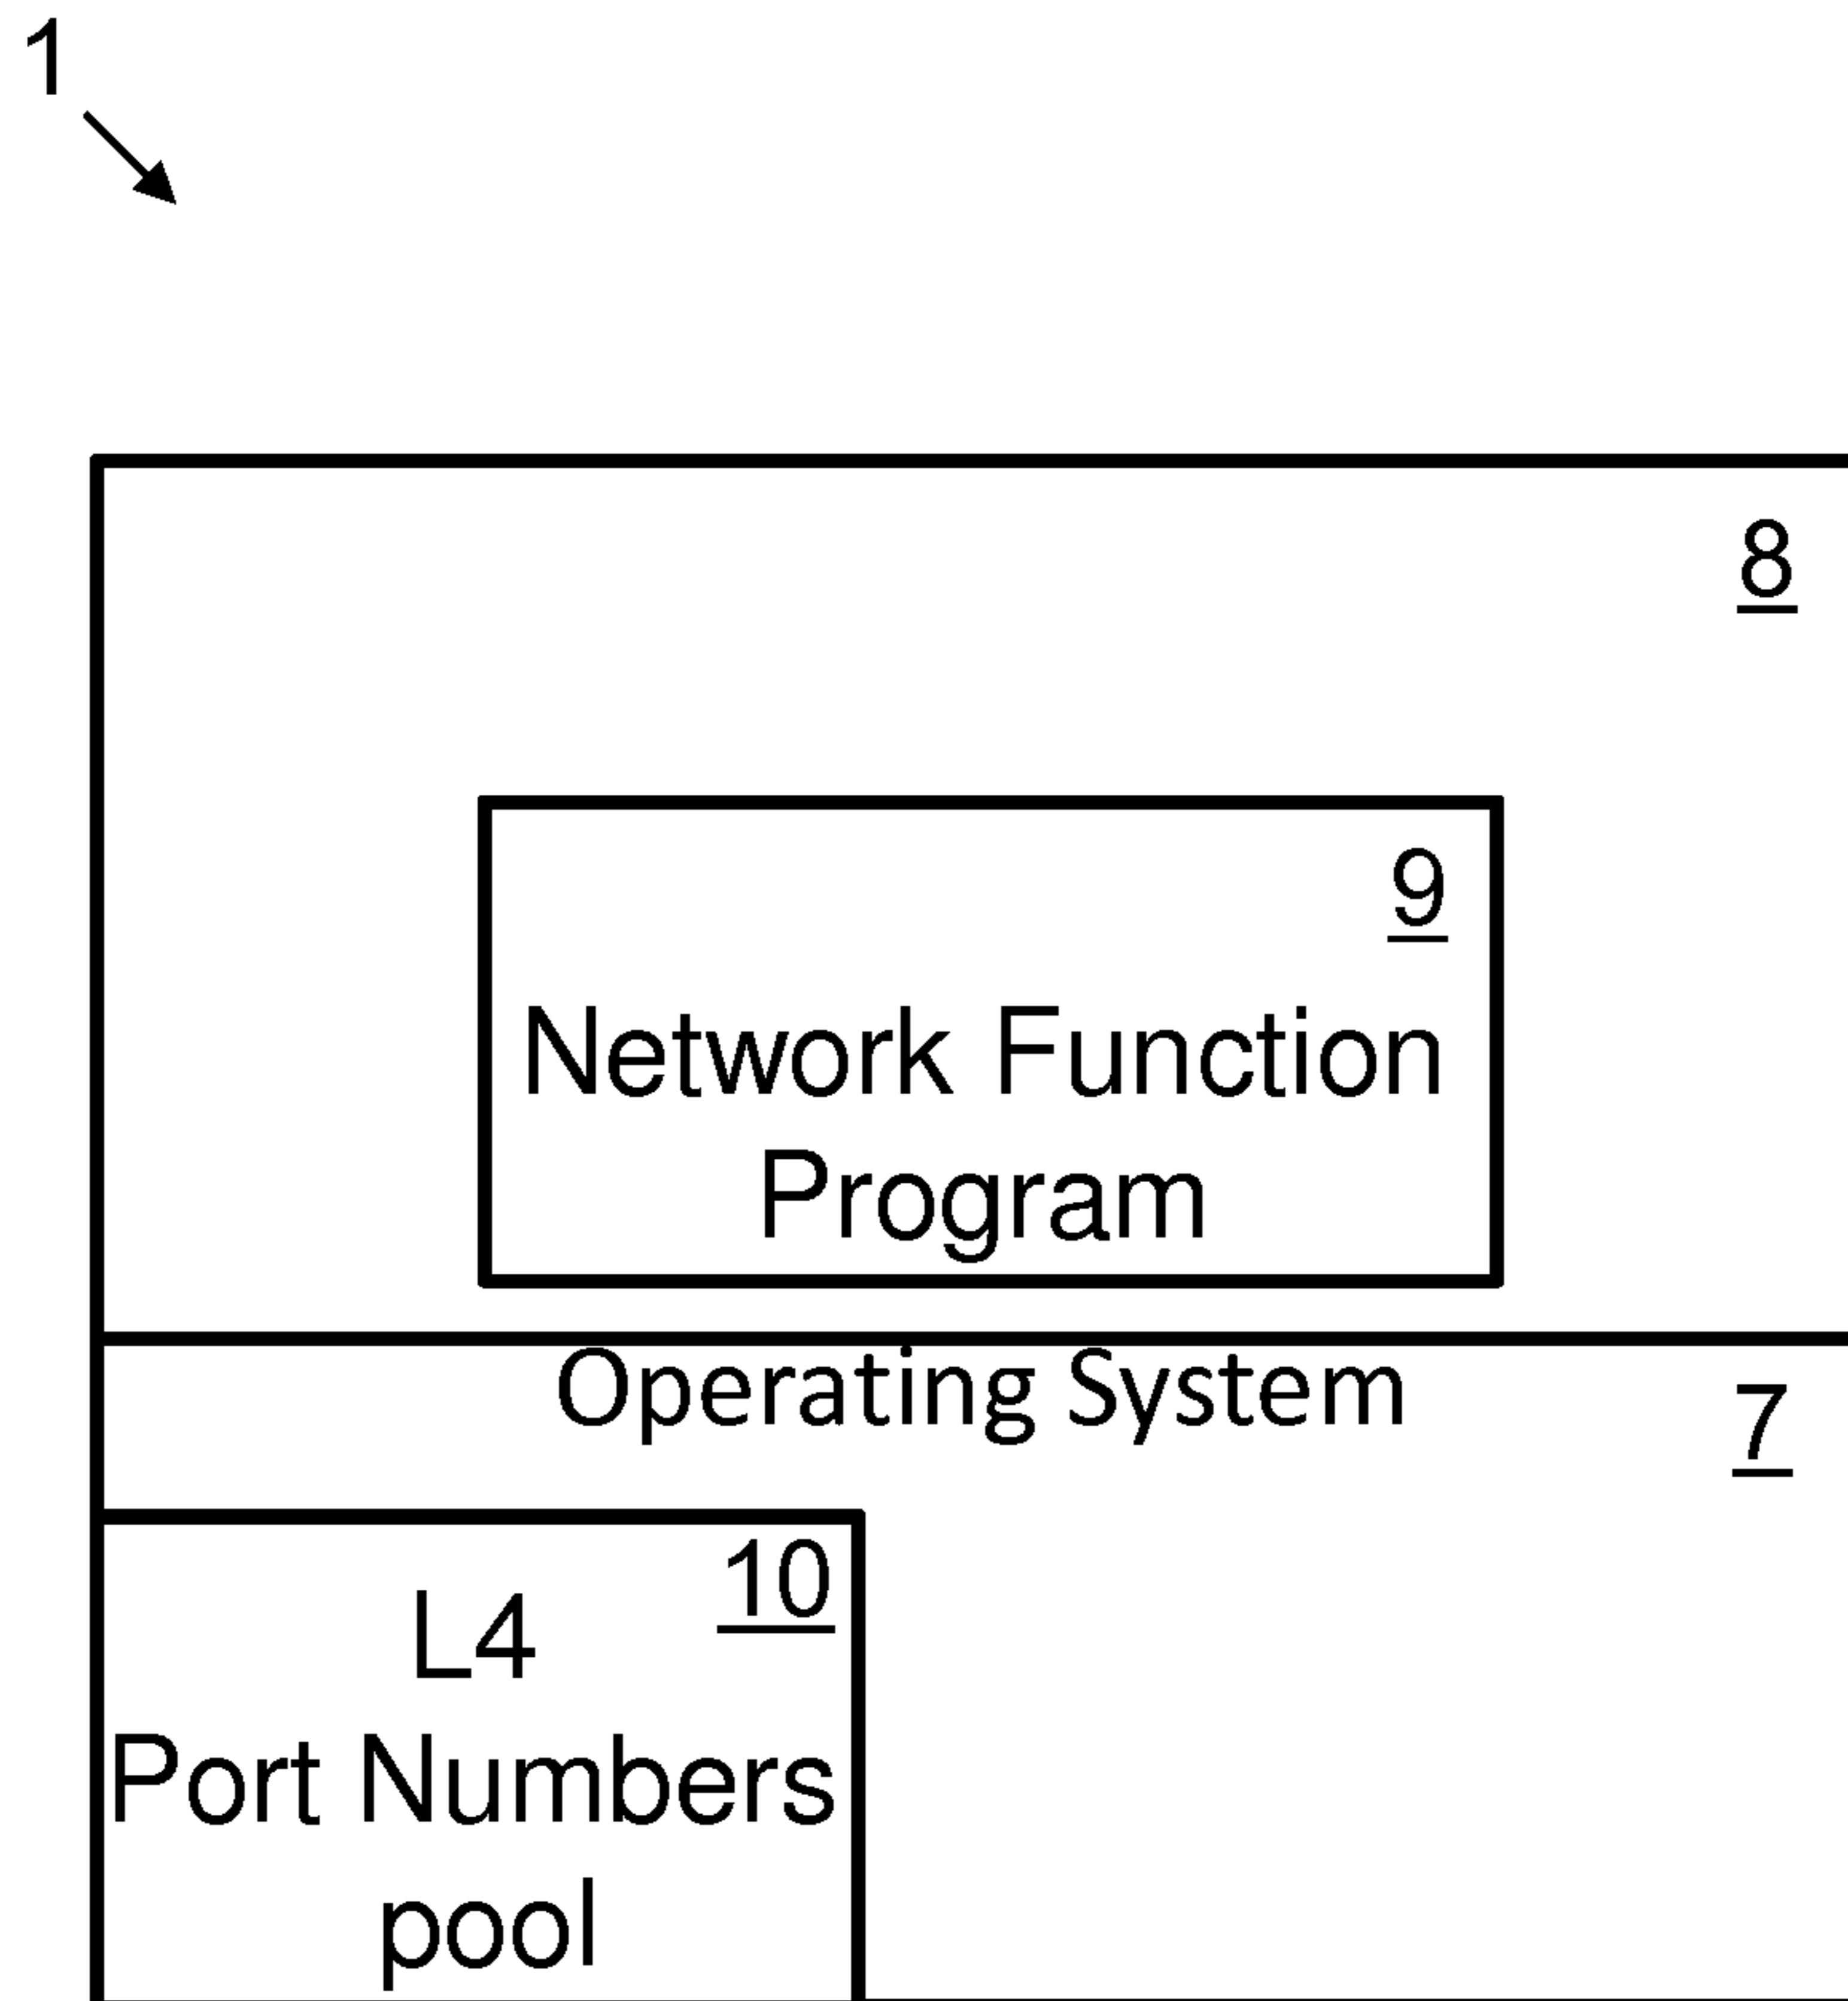 1
8
9
Network Function
Program
Operating System
7
10
L4
Port Numbers
pool